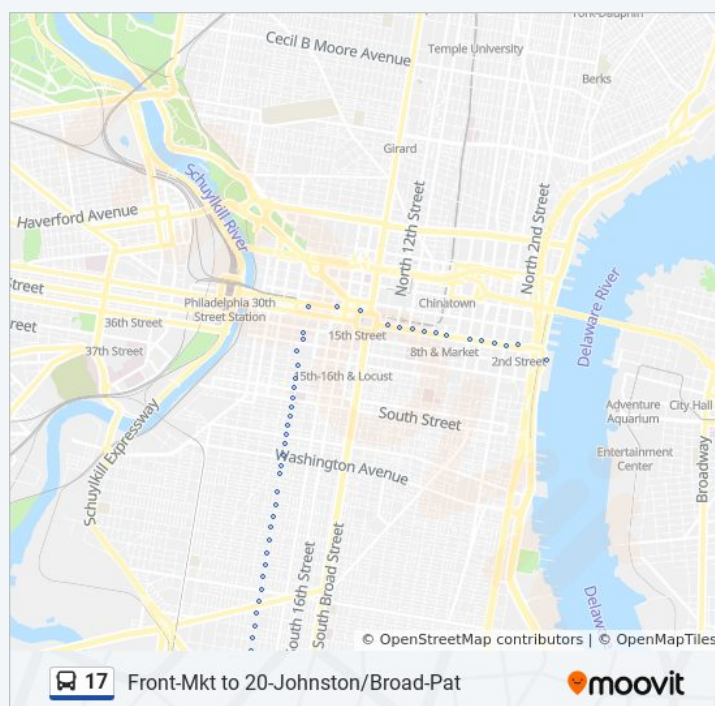 York-Dauphin
Cecil B Moore Avenue
Temple University
Berks
Girard
Schuylkill River
North 12th Street
North 2nd Street
Haverford Avenue
Delaware River
Street
Philadelphia 30th
Street Station
Chinatown
36th Street
15th Street
Street
37th Street
8th & Market
2nd Street
15th-16th & Locust
South Street
Adventure
Aquarium
City Hall
Schuylkill Expressway
Washington Avenue
Entertainment
Center
Broadway
South 16th Street
South Broad Street
Delaw
© OpenStreetMap contributors | © OpenMapTiles
17 Front-Mkt to 20-Johnston/Broad-Pat
moovit